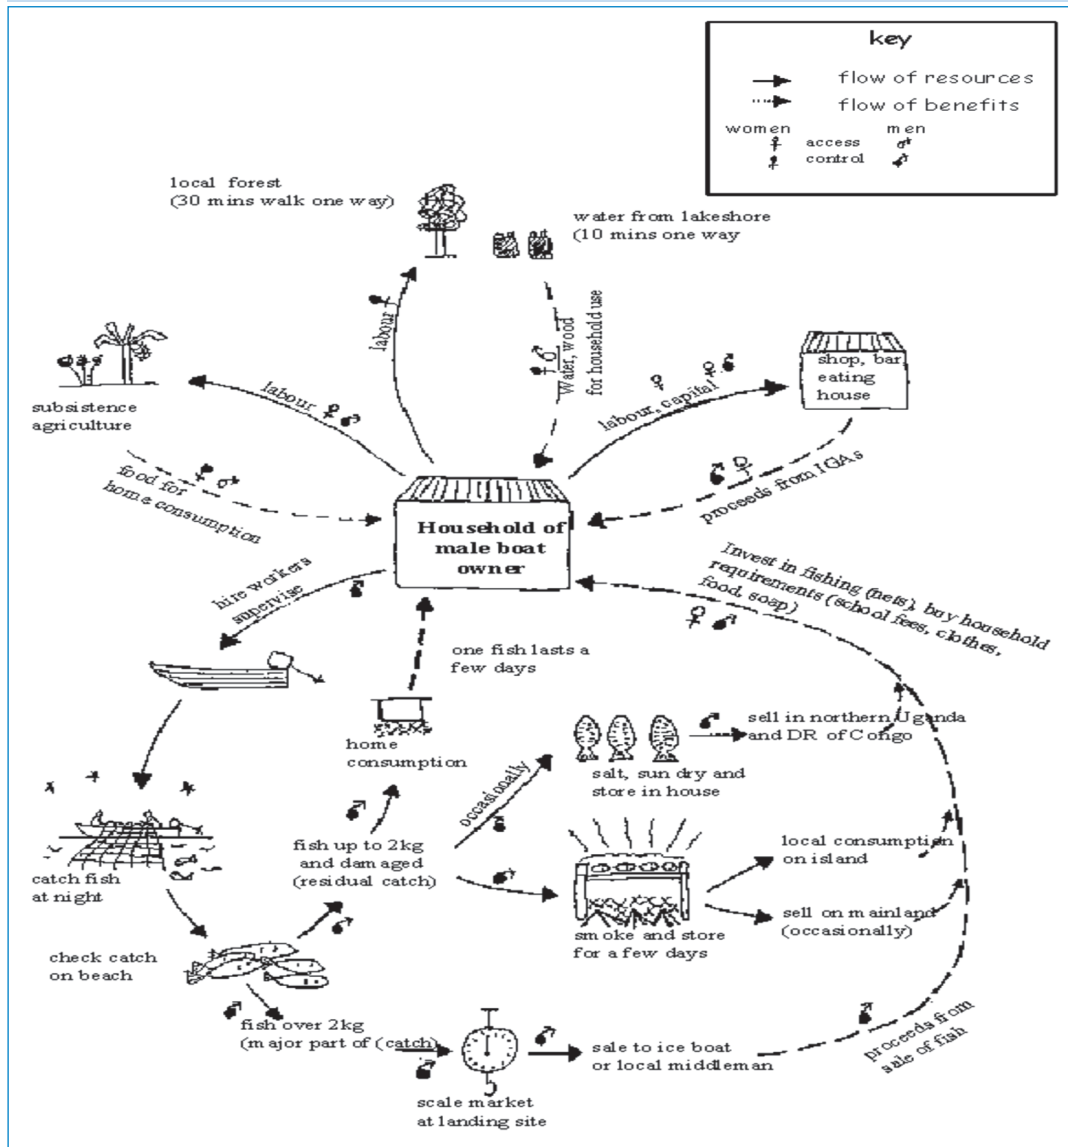 key
flow of resources
flow of benefits
women men
access
control
local forest
(30 mins walk one way)
water from lakeshore
(10 mins one way
labour
Water, wood
for household use
shop, bar
eating
house
labour, capital
labour
subsistence
agriculture
proceeds from IGAs
food for
home consumption
Household of
male boat
owner
hire workers
supervise
Invest in fishing (nets), buy household
requirements (school fees, clothes,
food, soap)
one fish lasts a
few days
home
consumption
sell in northern Uganda
and DR of Congo
salt, sun dry and
store in house
occasionally
fish up to 2kg
and damaged
(residual catch)
local consumption
on island
catch fish
at night
sell on mainland
(occasionally)
smoke and store
for a few days
check catch
on beach
fish over 2kg
(major part of (catch)
sale to ice boat
or local middleman
proceeds from
sale of fish
scale market
at landing site